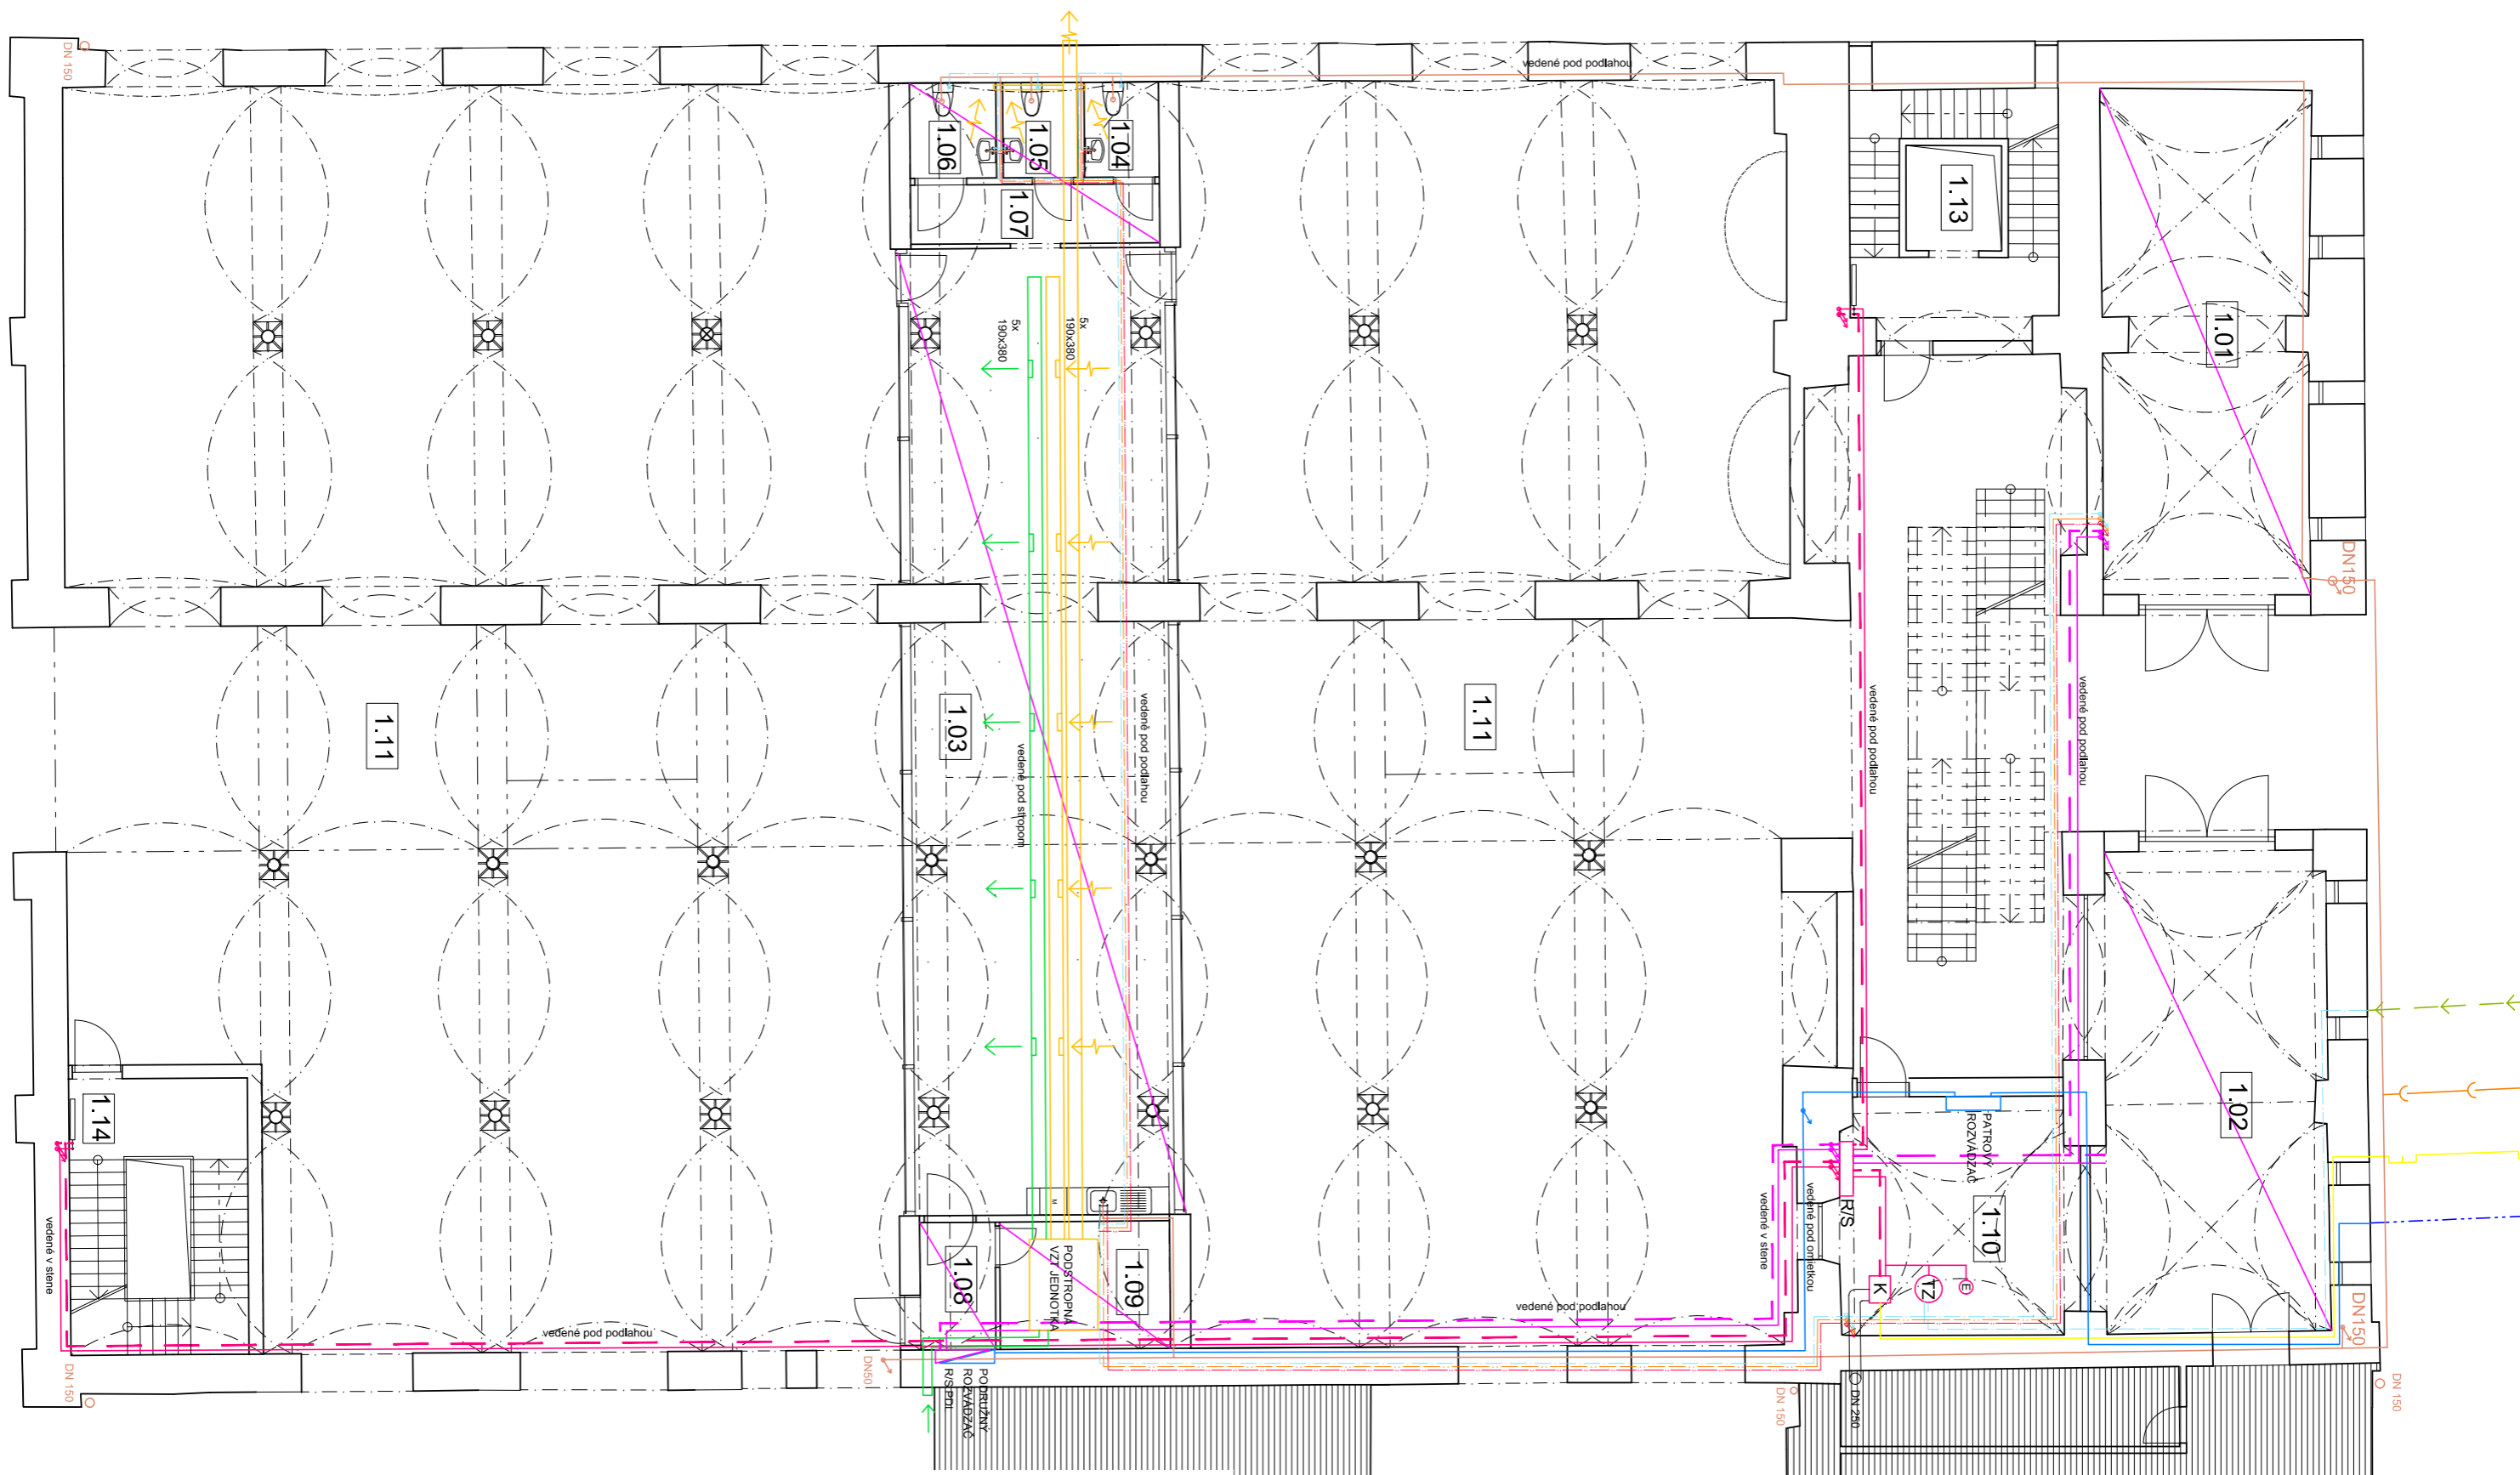 DN 150
vedené pod podlahou
1.06
1.05
1.04
1.07
1.13
1.01
5x
190x380
5x
190x380
DN150
1.11
1.03
vedené pod stropom
vedené pod podlahou
1.11
vedené pod podlahou
vedené pod podlahou
1.14
vedené v stene
1.02
PATROVÝ
ROZVÁDZAČ
R/S
1.10
vedené pod omietkou
vedené v stene
K
TZ
E
M
1.08
PODSTROPNÁ
VZT JEDNOTKA
1.09
vedené pod podlahou
vedené pod podlahou
DN150
DN 150
DN50
PODRUŽNÝ
ROZVÁDZAČ
R/S PDL
DN 150
DN 250
DN 150